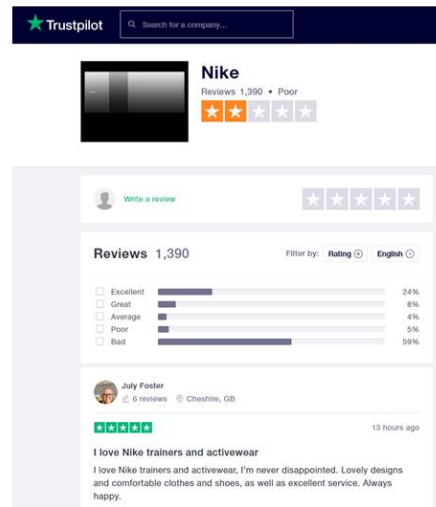 Trustpilot
Search for a company...
Nike
Reviews 1,390 • Poor
Write a review
Reviews 1,390
Filter by: Rating English
Excellent 24%
Great 8%
Average 4%
Poor 5%
Bad 59%
July Foster
6 reviews Cheshire, GB
13 hours ago
I love Nike trainers and activewear
I love Nike trainers and activewear, I'm never disappointed. Lovely designs
and comfortable clothes and shoes, as well as excellent service. Always
happy.